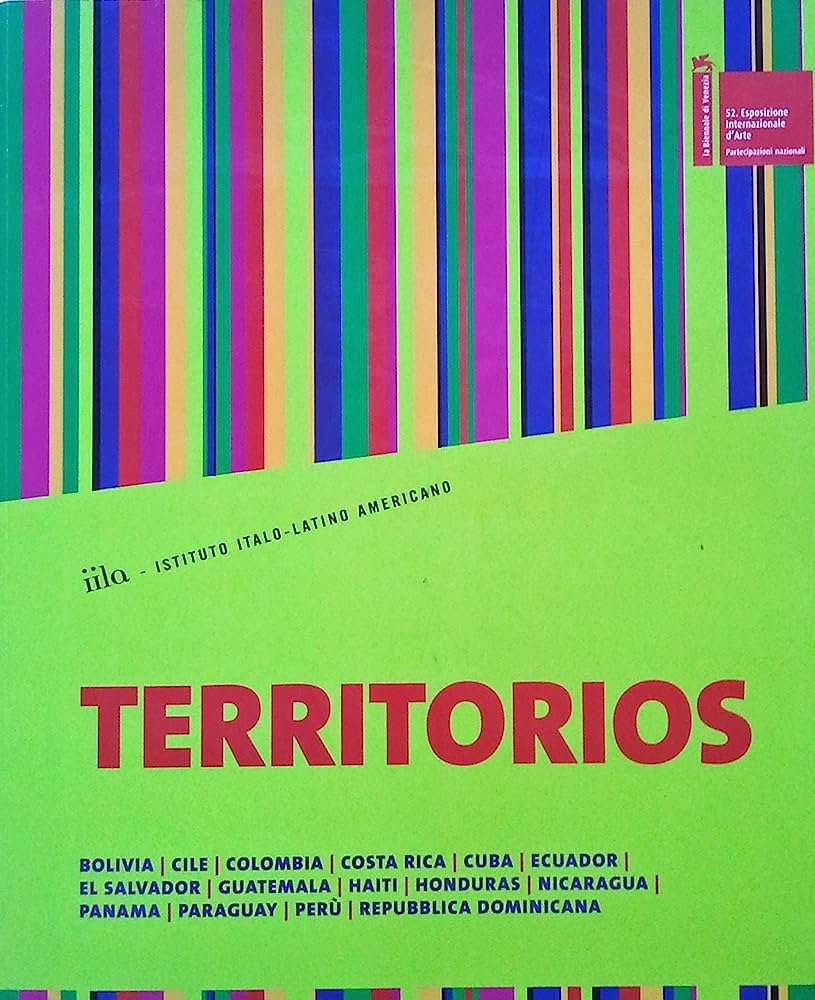 la Biennale di Venezia
52. Esposizione
Internazionale
d'Arte
Partecipazioni nazionali
iila - ISTITUTO ITALO-LATINO AMERICANO
TERRITORIOS
BOLIVIA | CILE | COLOMBIA | COSTA RICA | CUBA | ECUADOR |
EL SALVADOR | GUATEMALA | HAITI | HONDURAS | NICARAGUA |
PANAMA | PARAGUAY | PERÙ | REPUBBLICA DOMINICANA